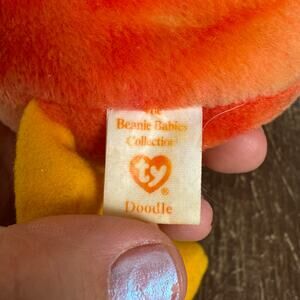 The
Beanie Babies
Collection
ty®
Doodle